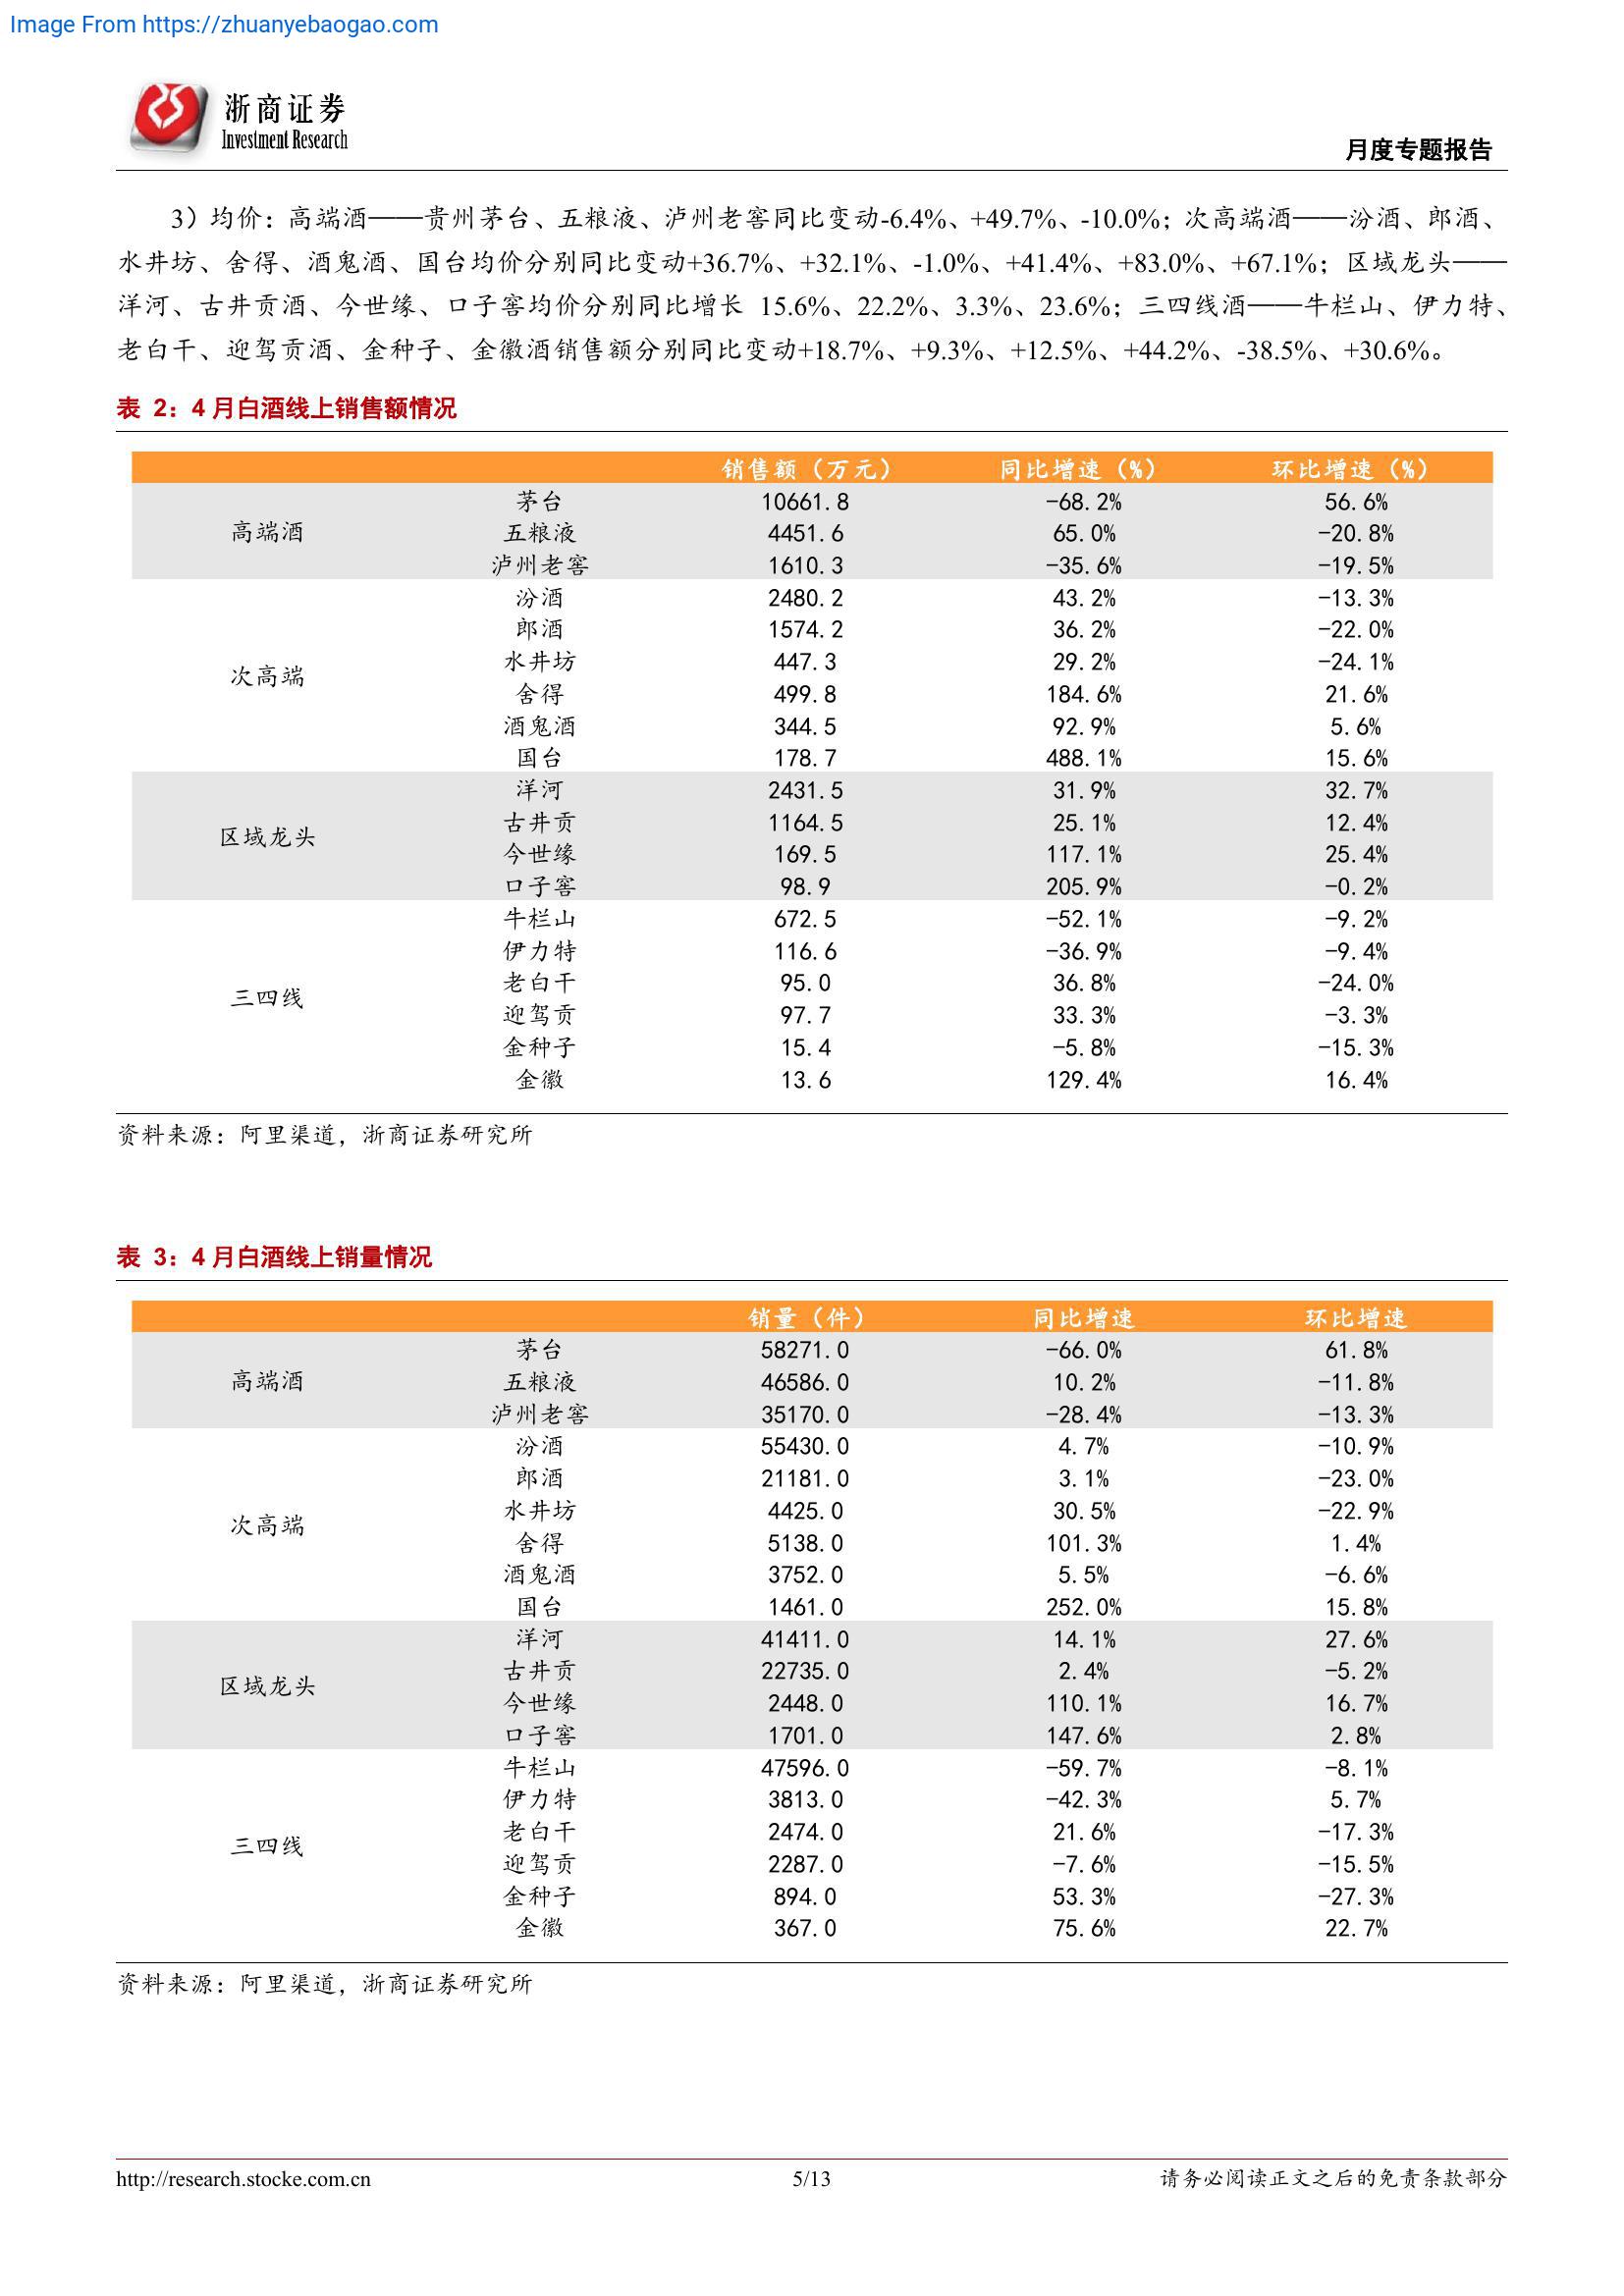 Image From https://zhuanyebaogao.com
浙商证券
Investment Research
月度专题报告
3）均价：高端酒——贵州茅台、五粮液、泸州老窖同比变动-6.4%、+49.7%、-10.0%；次高端酒——汾酒、郎酒、
水井坊、舍得、酒鬼酒、国台均价分别同比变动+36.7%、+32.1%、-1.0%、+41.4%、+83.0%、+67.1%；区域龙头——
洋河、古井贡酒、今世缘、口子窖均价分别同比增长 15.6%、22.2%、3.3%、23.6%；三四线酒——牛栏山、伊力特、
老白干、迎驾贡酒、金种子、金徽酒销售额分别同比变动+18.7%、+9.3%、+12.5%、+44.2%、-38.5%、+30.6%。
表 2：4 月白酒线上销售额情况
销售额（万元） 同比增速（%） 环比增速（%）
高端酒 茅台 10661.8 -68.2% 56.6%
五粮液 4451.6 65.0% -20.8%
泸州老窖 1610.3 -35.6% -19.5%
次高端 汾酒 2480.2 43.2% -13.3%
郎酒 1574.2 36.2% -22.0%
水井坊 447.3 29.2% -24.1%
舍得 499.8 184.6% 21.6%
酒鬼酒 344.5 92.9% 5.6%
国台 178.7 488.1% 15.6%
区域龙头 洋河 2431.5 31.9% 32.7%
古井贡 1164.5 25.1% 12.4%
今世缘 169.5 117.1% 25.4%
口子窖 98.9 205.9% -0.2%
三四线 牛栏山 672.5 -52.1% -9.2%
伊力特 116.6 -36.9% -9.4%
老白干 95.0 36.8% -24.0%
迎驾贡 97.7 33.3% -3.3%
金种子 15.4 -5.8% -15.3%
金徽 13.6 129.4% 16.4%
资料来源：阿里渠道，浙商证券研究所
表 3：4 月白酒线上销量情况
销量（件） 同比增速 环比增速
高端酒 茅台 58271.0 -66.0% 61.8%
五粮液 46586.0 10.2% -11.8%
泸州老窖 35170.0 -28.4% -13.3%
次高端 汾酒 55430.0 4.7% -10.9%
郎酒 21181.0 3.1% -23.0%
水井坊 4425.0 30.5% -22.9%
舍得 5138.0 101.3% 1.4%
酒鬼酒 3752.0 5.5% -6.6%
国台 1461.0 252.0% 15.8%
区域龙头 洋河 41411.0 14.1% 27.6%
古井贡 22735.0 2.4% -5.2%
今世缘 2448.0 110.1% 16.7%
口子窖 1701.0 147.6% 2.8%
三四线 牛栏山 47596.0 -59.7% -8.1%
伊力特 3813.0 -42.3% 5.7%
老白干 2474.0 21.6% -17.3%
迎驾贡 2287.0 -7.6% -15.5%
金种子 894.0 53.3% -27.3%
金徽 367.0 75.6% 22.7%
资料来源：阿里渠道，浙商证券研究所
http://research.stocke.com.cn 5/13 请务必阅读正文之后的免责条款部分